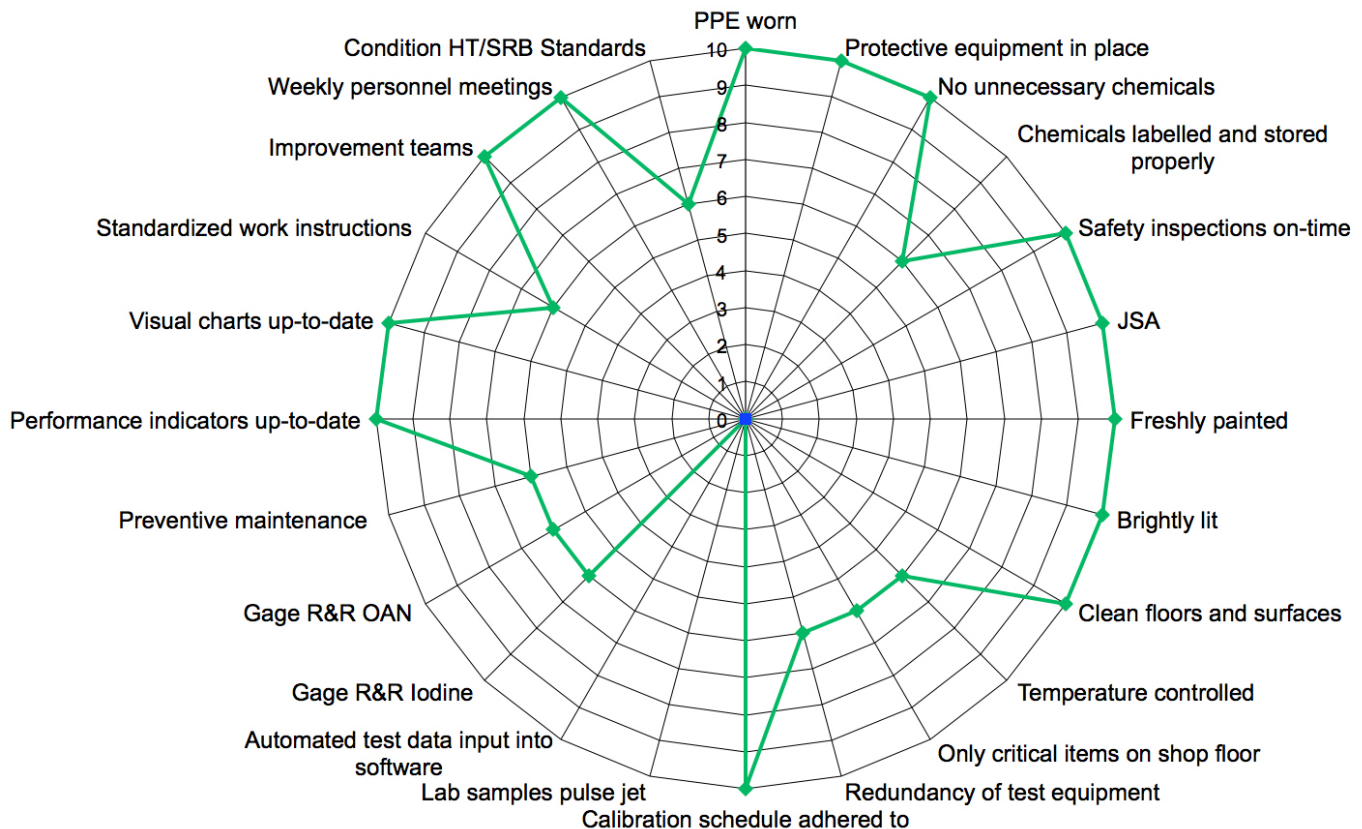 PPE worn
Condition HT/SRB Standards
Protective equipment in place
Weekly personnel meetings
No unnecessary chemicals
Improvement teams
Chemicals labelled and stored
properly
Standardized work instructions
Safety inspections on-time
Visual charts up-to-date
JSA
Performance indicators up-to-date
Freshly painted
Preventive maintenance
Brightly lit
Gage R&R OAN
Clean floors and surfaces
Gage R&R Iodine
Temperature controlled
Automated test data input into
software
Only critical items on shop floor
Lab samples pulse jet
Redundancy of test equipment
Calibration schedule adhered to
10
9
8
7
6
5
4
3
2
1
0